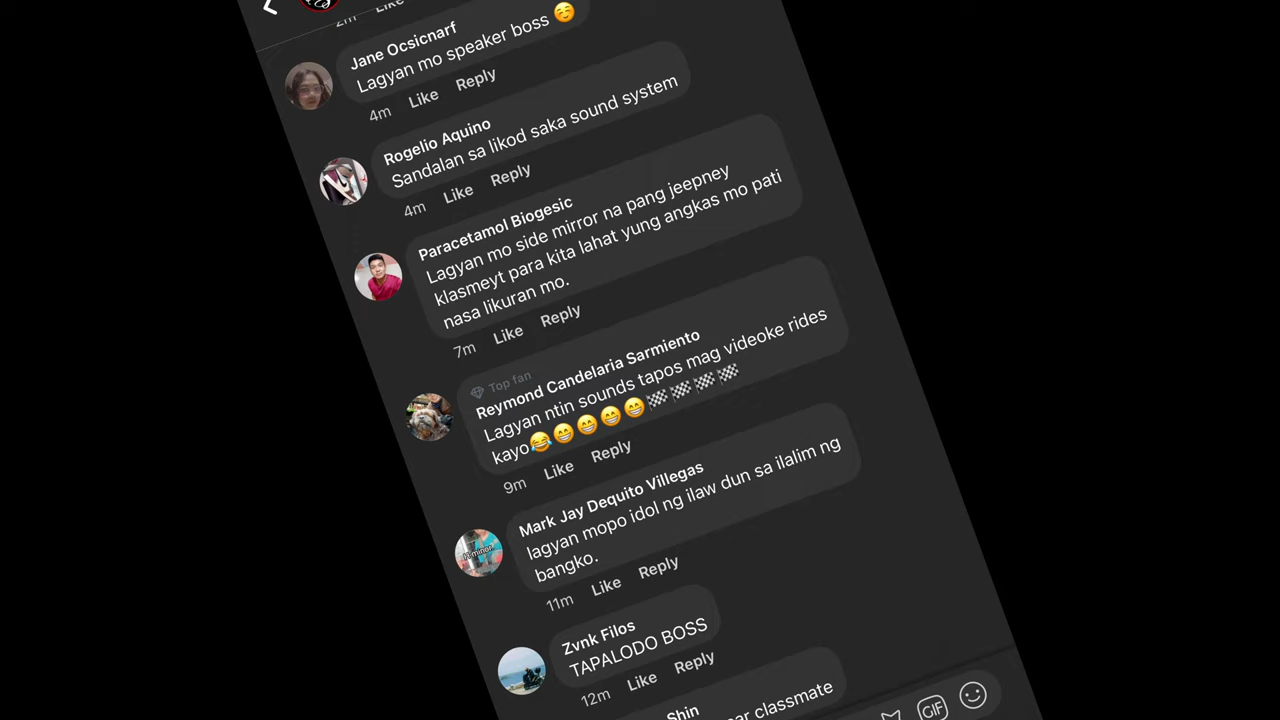 2m Like
Jane Ocsicnarf
Lagyan mo speaker boss ☺️
4m Like Reply
Rogelio Aquino
Sandalan sa likod saka sound system
4m Like Reply
Paracetamol Biogesic
Lagyan mo side mirror na pang jeepney
klasmeyt para kita lahat yung angkas mo pati
nasa likuran mo.
7m Like Reply
Top fan
Reymond Candelaria Sarmiento
Lagyan ntin sounds tapos mag videoke rides
kayo😂😁😁😁😁🏁🏁🏁🏁
9m Like Reply
Mark Jay Dequito Villegas
lagyan mopo idol ng ilaw dun sa ilalim ng
bangko.
11m Like Reply
Zvnk Filos
TAPALODO BOSS
12m Like Reply
Shin
classmate
GIF